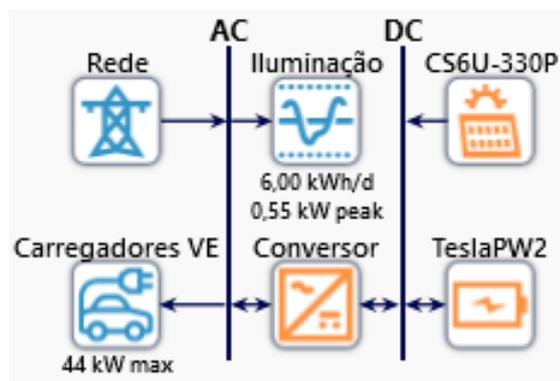 AC
DC
Rede
Iluminação
CS6U-330P
6,00 kWh/d
0,55 kW peak
Carregadores VE
Conversor
TeslaPW2
44 kW max